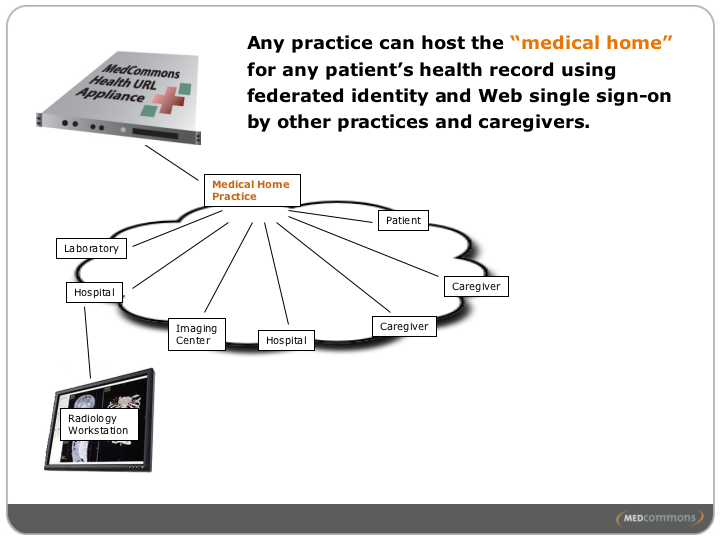 Any practice can host the “medical home”
for any patient’s health record using
federated identity and Web single sign-on
by other practices and caregivers.
MedCommons
Health URL
Appliance
Medical Home
Practice
Patient
Laboratory
Caregiver
Hospital
Imaging
Center
Hospital
Caregiver
Radiology
Workstation
MEDcommons